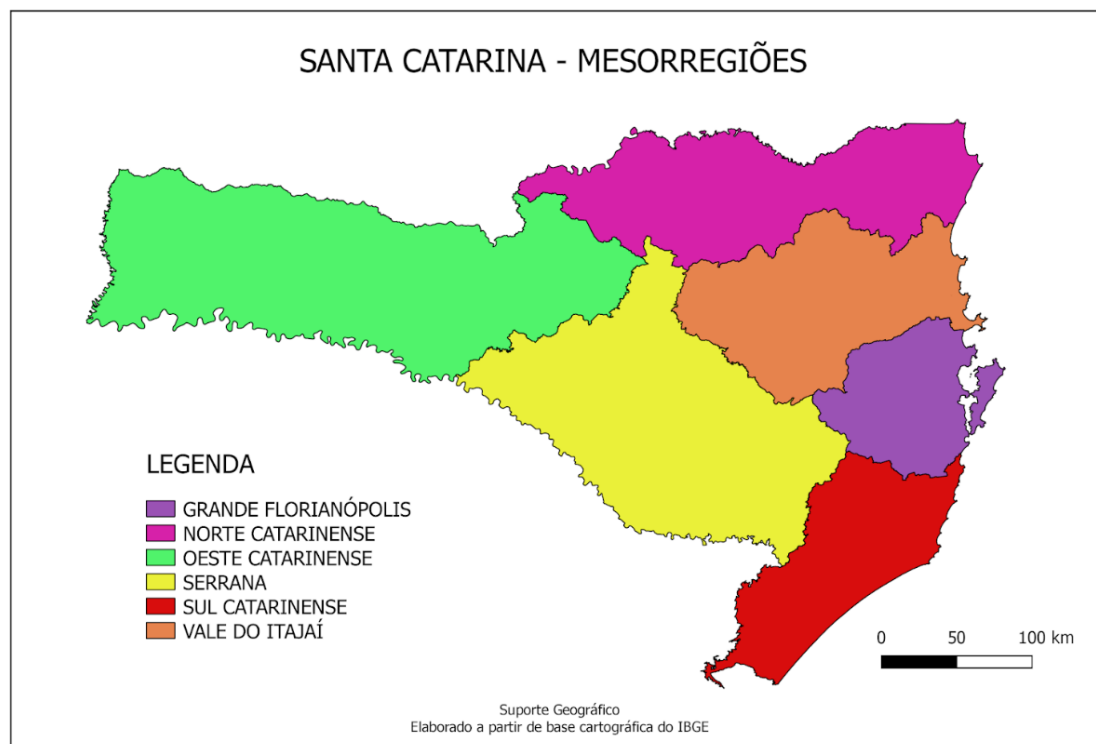 SANTA CATARINA - MESORREGIÕES
LEGENDA
GRANDE FLORIANÓPOLIS
NORTE CATARINENSE
OESTE CATARINENSE
SERRANA
SUL CATARINENSE
VALE DO ITAJAÍ
0 50 100 km
Suporte Geográfico
Elaborado a partir de base cartográfica do IBGE